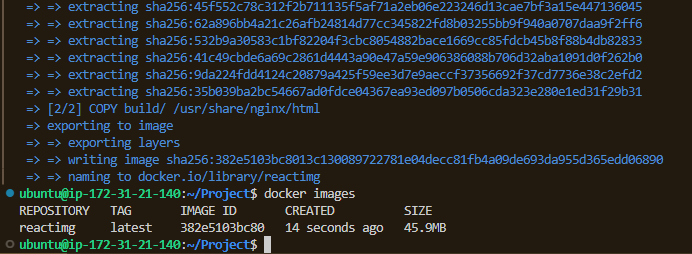 => => extracting sha256:45f552c78c312f2b711135f5af71a2eb06e223246d13cae7bf3a15e447136045
=> => extracting sha256:62a896bb4a21c26afb24814d77cc345822fd8b03255bb9f940a0707daa9f2ff6
=> => extracting sha256:532b9a30583c1bf82204f3cbc8054882bace1669cc85fdcb45b8f88b4db82833
=> => extracting sha256:41c49cbde6a69c2861d4443a90e47a59e906386088b706d32aba1091d0f262b0
=> => extracting sha256:9da224fdd4124c20879a425f59ee3d7e9aeccf37356692f37cd7736e38c2efd2
=> => extracting sha256:35b039ba2bc54667ad0fdce04367ea93ed097b0506cda323e280e1ed31f29b31
=> [2/2] COPY build/ /usr/share/nginx/html
=> exporting to image
=> => exporting layers
=> => writing image sha256:382e5103bc8013c130089722781e04decc81fb4a09de693da955d365edd06890
=> => naming to docker.io/library/reactimg
ubuntu@ip-172-31-21-140:~/Project$ docker images
REPOSITORY   TAG       IMAGE ID       CREATED          SIZE
reactimg     latest    382e5103bc80   14 seconds ago   45.9MB
ubuntu@ip-172-31-21-140:~/Project$